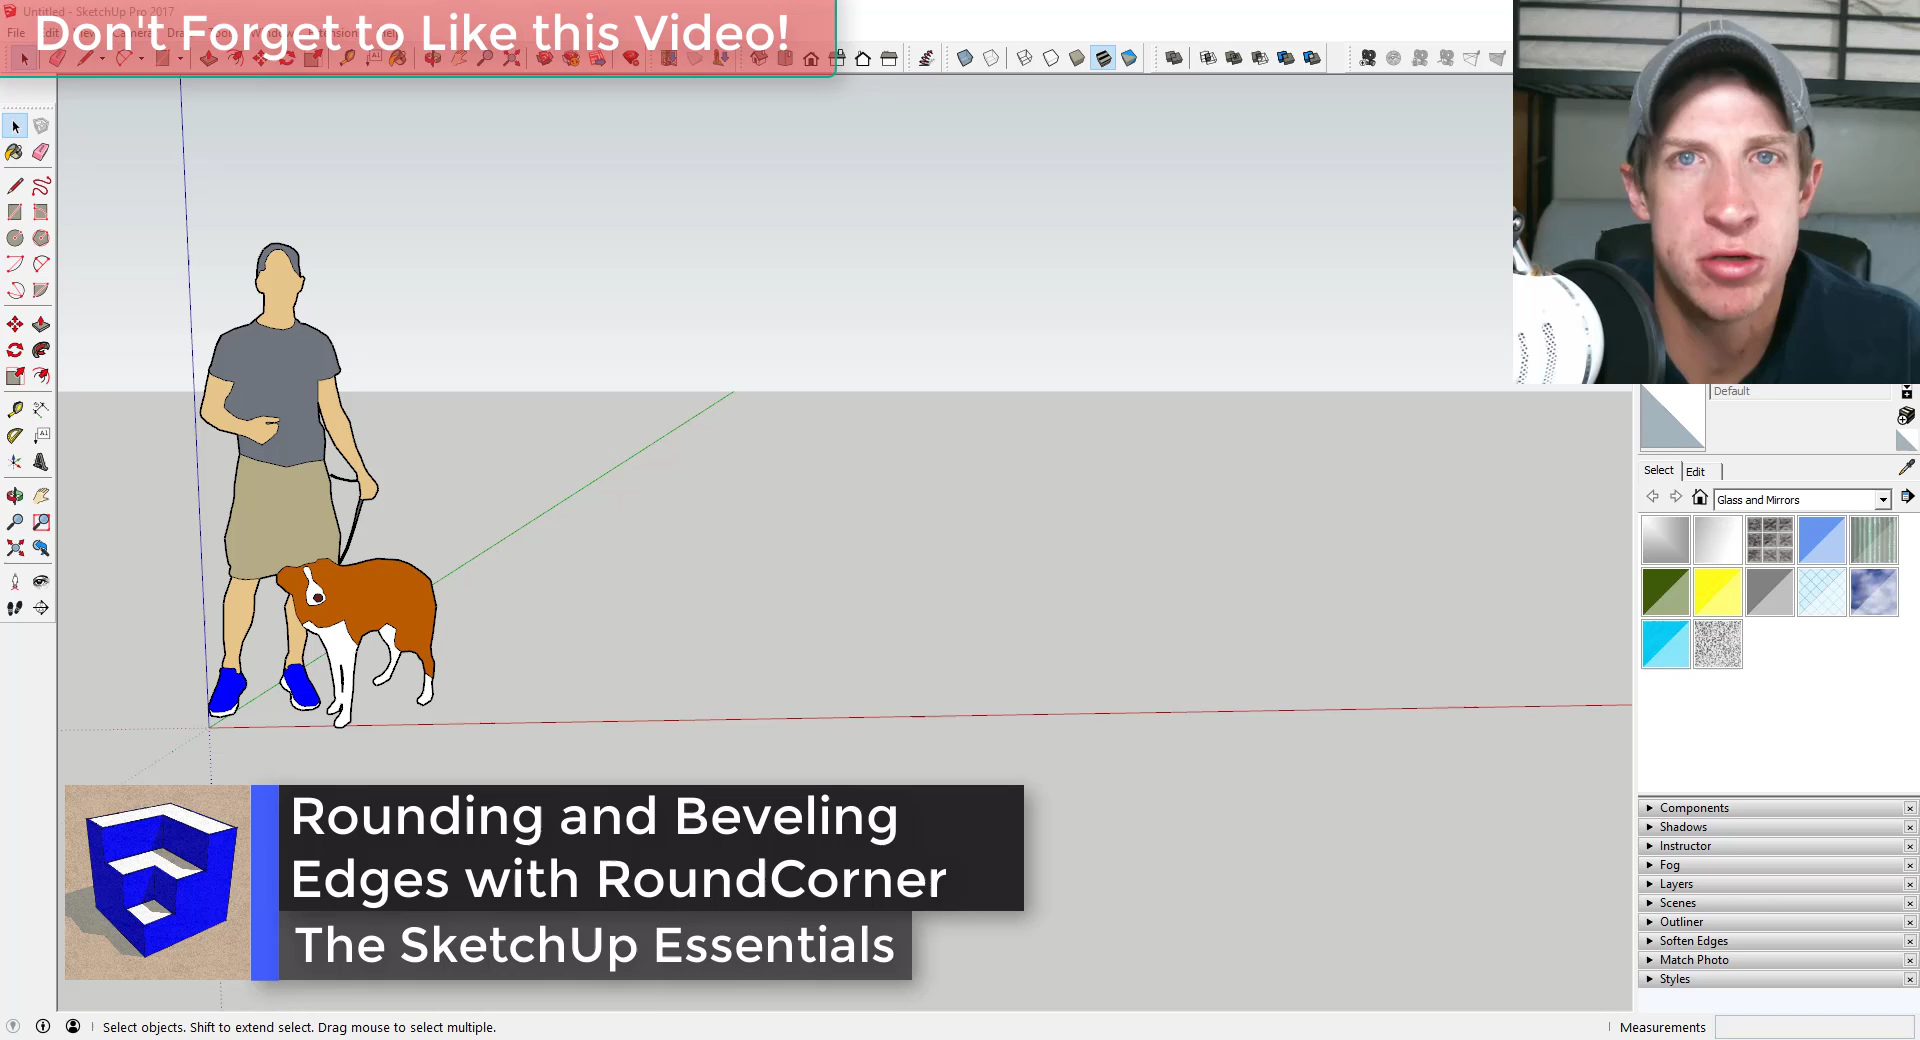 Untitled - SketchUp Pro 2017
Don't Forget to Like this Video!
File
Default
Select
Edit
Glass and Mirrors
Components
Shadows
Instructor
Fog
Layers
Scenes
Outliner
Soften Edges
Match Photo
Styles
Rounding and Beveling
Edges with RoundCorner
The SketchUp Essentials
Select objects. Shift to extend select. Drag mouse to select multiple.
Measurements